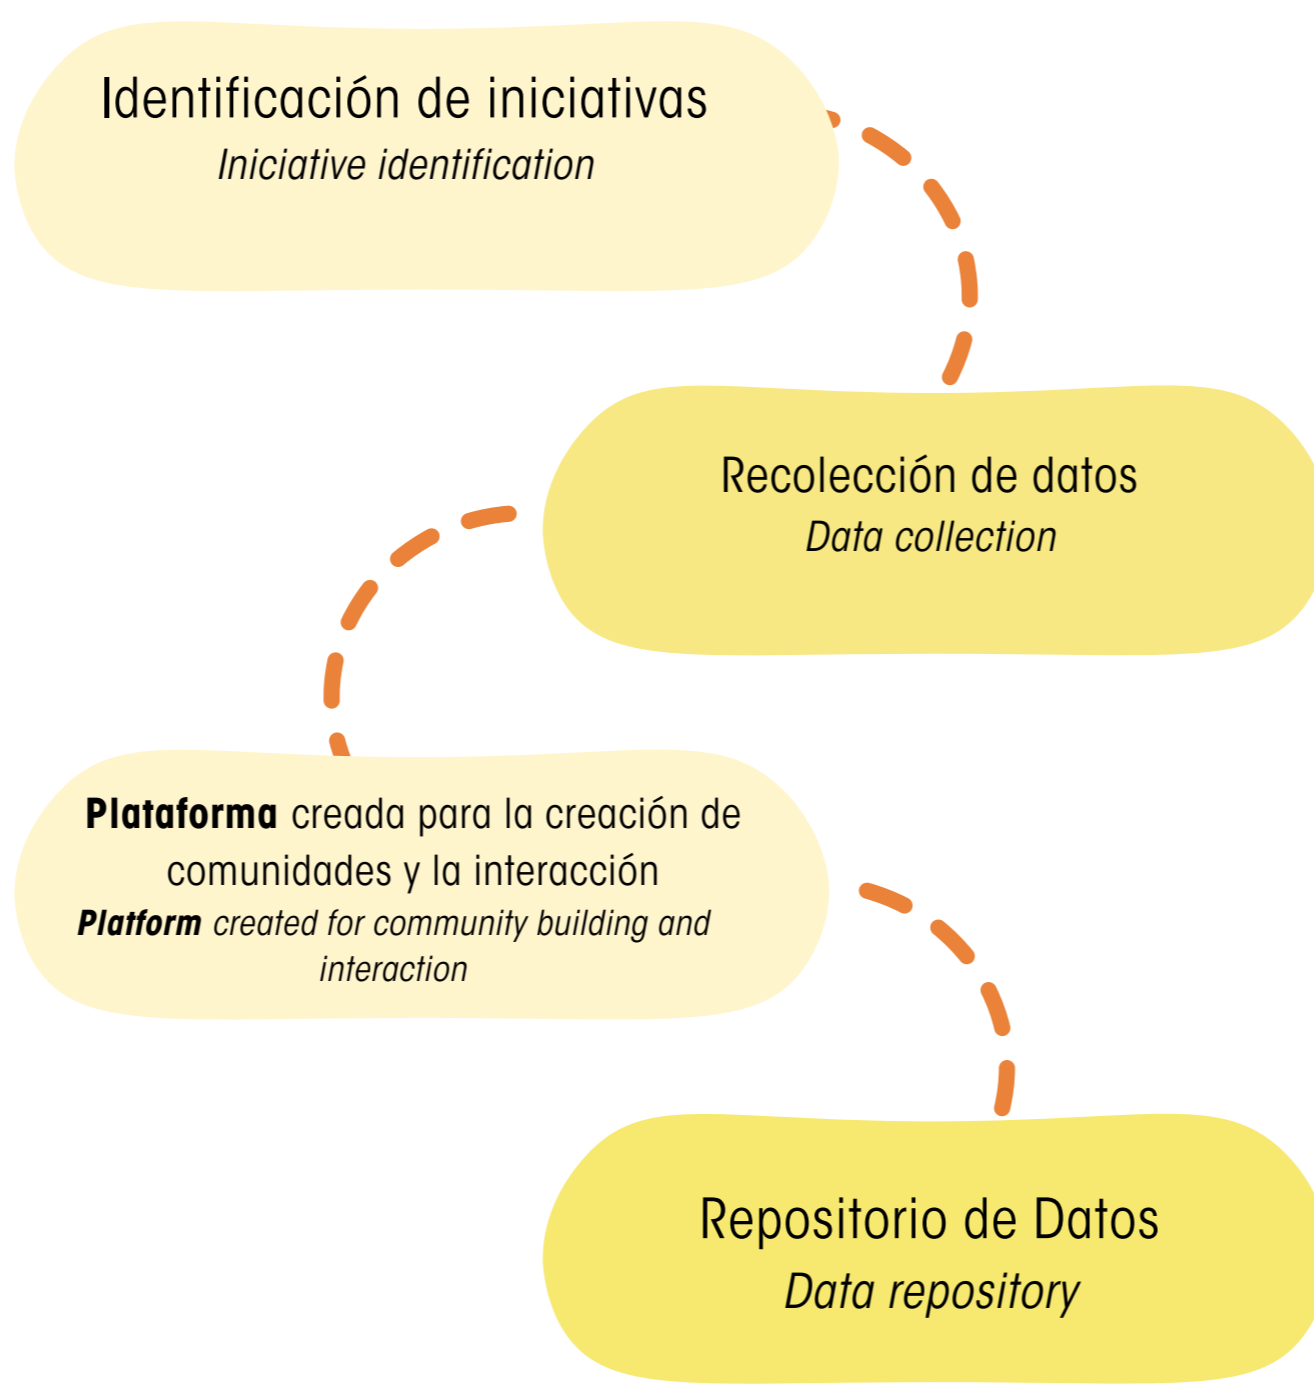 Identificación de iniciativas
Iniciative identification
Recolección de datos
Data collection
Plataforma creada para la creación de
comunidades y la interacción
Platform created for community building and
interaction
Repositorio de Datos
Data repository